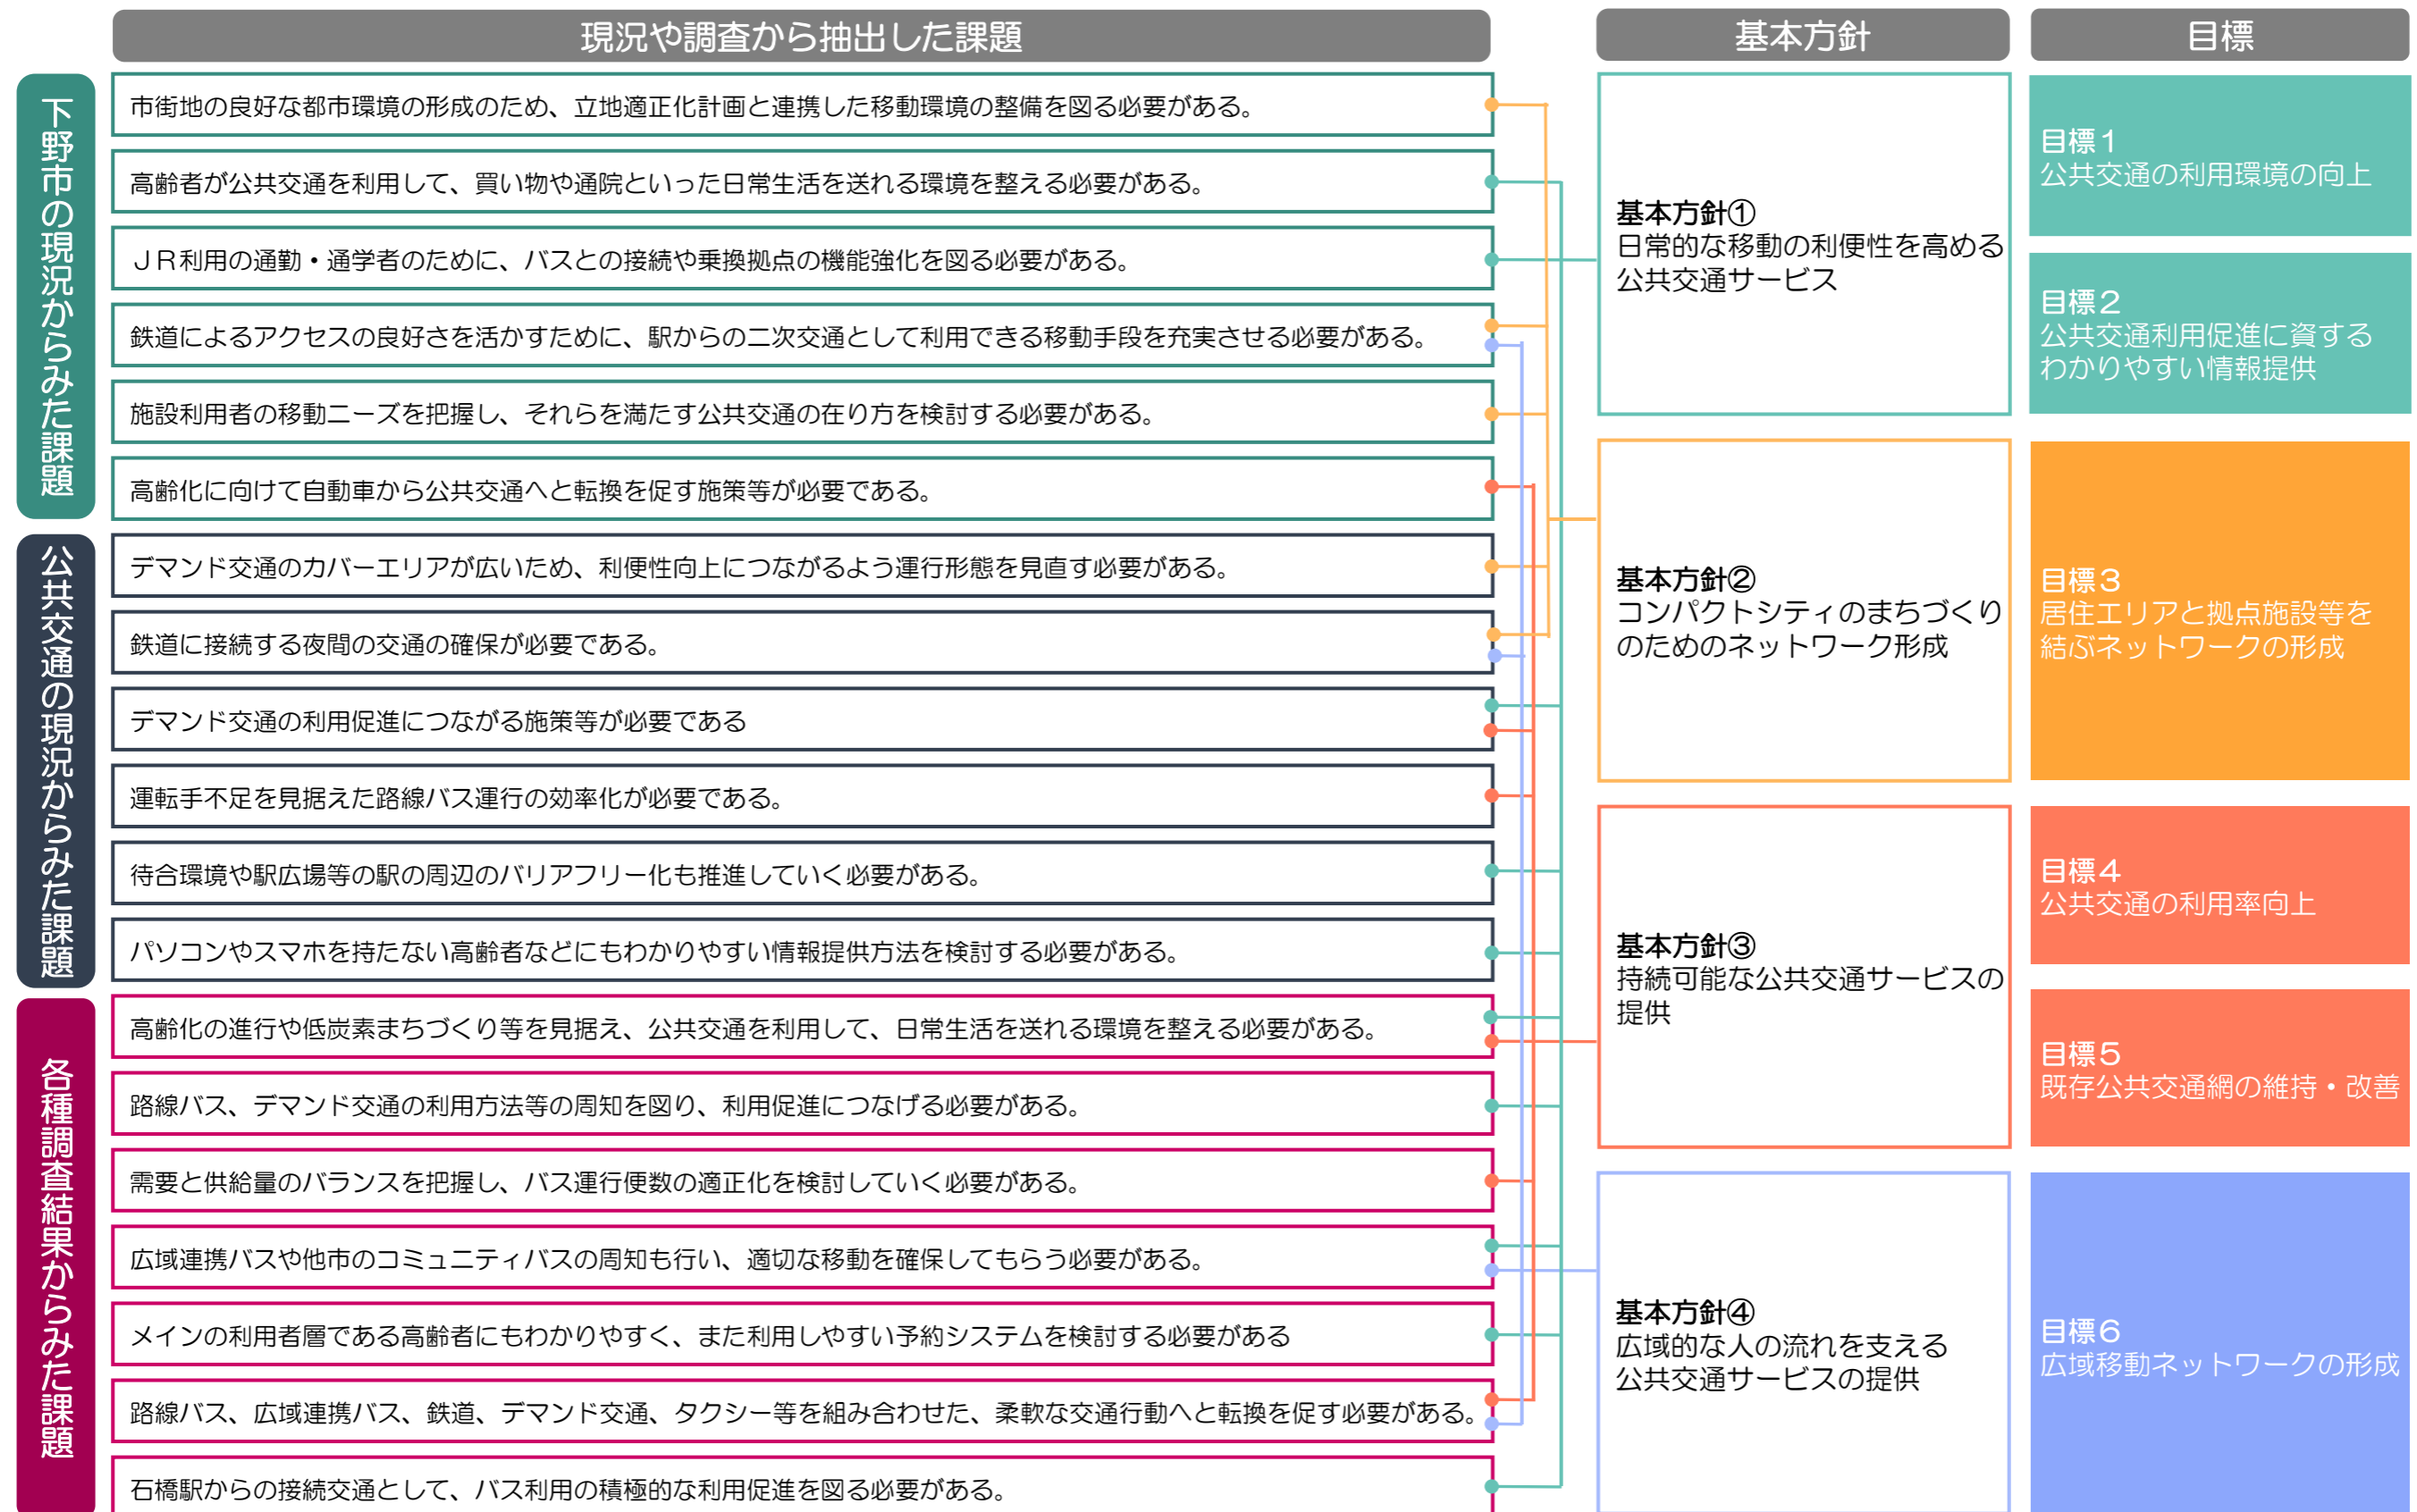 現況や調査から抽出した課題
基本方針
目標
下野市の現況からみた課題
市街地の良好な都市環境の形成のため、立地適正化計画と連携した移動環境の整備を図る必要がある。
高齢者が公共交通を利用して、買い物や通院といった日常生活を送れる環境を整える必要がある。
ＪＲ利用の通勤・通学者のために、バスとの接続や乗換拠点の機能強化を図る必要がある。
鉄道によるアクセスの良好さを活かすために、駅からの二次交通として利用できる移動手段を充実させる必要がある。
施設利用者の移動ニーズを把握し、それらを満たす公共交通の在り方を検討する必要がある。
高齢化に向けて自動車から公共交通へと転換を促す施策等が必要である。
公共交通の現況からみた課題
デマンド交通のカバーエリアが広いため、利便性向上につながるよう運行形態を見直す必要がある。
鉄道に接続する夜間の交通の確保が必要である。
デマンド交通の利用促進につながる施策等が必要である
運転手不足を見据えた路線バス運行の効率化が必要である。
待合環境や駅広場等の駅の周辺のバリアフリー化も推進していく必要がある。
パソコンやスマホを持たない高齢者などにもわかりやすい情報提供方法を検討する必要がある。
各種調査結果からみた課題
高齢化の進行や低炭素まちづくり等を見据え、公共交通を利用して、日常生活を送れる環境を整える必要がある。
路線バス、デマンド交通の利用方法等の周知を図り、利用促進につなげる必要がある。
需要と供給量のバランスを把握し、バス運行便数の適正化を検討していく必要がある。
広域連携バスや他市のコミュニティバスの周知も行い、適切な移動を確保してもらう必要がある。
メインの利用者層である高齢者にもわかりやすく、また利用しやすい予約システムを検討する必要がある
路線バス、広域連携バス、鉄道、デマンド交通、タクシー等を組み合わせた、柔軟な交通行動へと転換を促す必要がある。
石橋駅からの接続交通として、バス利用の積極的な利用促進を図る必要がある。
基本方針①
日常的な移動の利便性を高める
公共交通サービス
基本方針②
コンパクトシティのまちづくり
のためのネットワーク形成
基本方針③
持続可能な公共交通サービスの
提供
基本方針④
広域的な人の流れを支える
公共交通サービスの提供
目標１
公共交通の利用環境の向上
目標２
公共交通利用促進に資する
わかりやすい情報提供
目標３
居住エリアと拠点施設等を
結ぶネットワークの形成
目標４
公共交通の利用率向上
目標５
既存公共交通網の維持・改善
目標６
広域移動ネットワークの形成